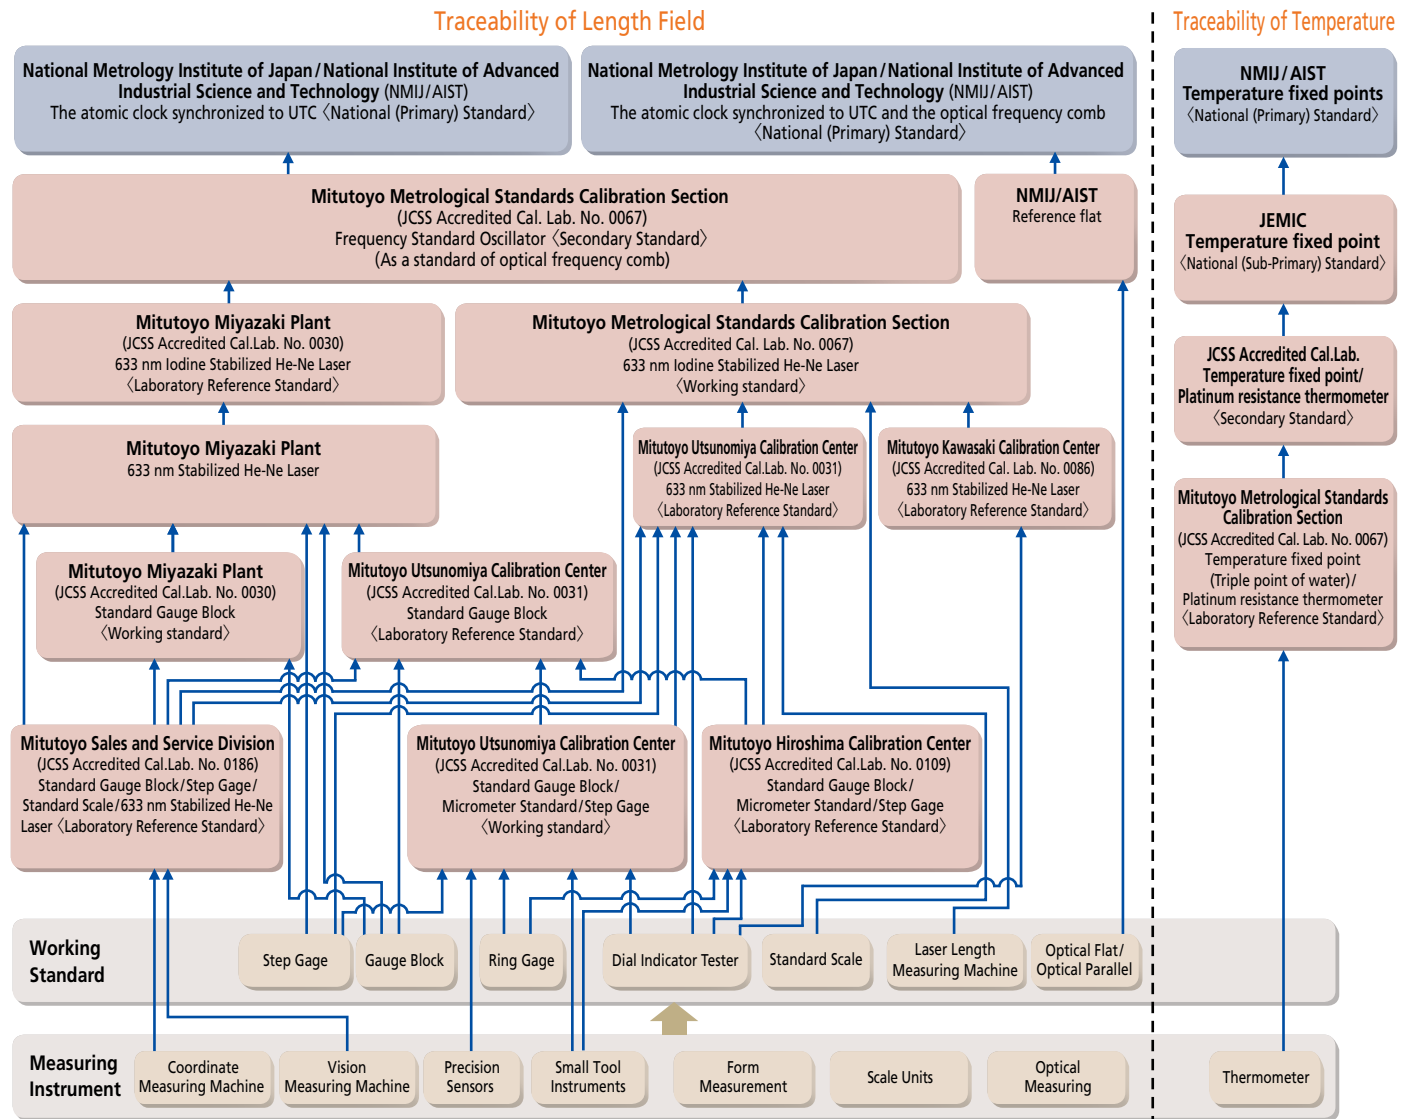 Traceability of Length Field
Traceability of Temperature
National Metrology Institute of Japan/National Institute of Advanced
Industrial Science and Technology (NMIJ/AIST)
The atomic clock synchronized to UTC 〈National (Primary) Standard〉
National Metrology Institute of Japan/National Institute of Advanced
Industrial Science and Technology (NMIJ/AIST)
The atomic clock synchronized to UTC and the optical frequency comb
〈National (Primary) Standard〉
NMIJ/AIST
Temperature fixed points
〈National (Primary) Standard〉
Mitutoyo Metrological Standards Calibration Section
(JCSS Accredited Cal. Lab. No. 0067)
Frequency Standard Oscillator 〈Secondary Standard〉
(As a standard of optical frequency comb)
NMIJ/AIST
Reference flat
JEMIC
Temperature fixed point
〈National (Sub-Primary) Standard〉
Mitutoyo Miyazaki Plant
(JCSS Accredited Cal.Lab. No. 0030)
633 nm Iodine Stabilized He-Ne Laser
〈Laboratory Reference Standard〉
Mitutoyo Metrological Standards Calibration Section
(JCSS Accredited Cal. Lab. No. 0067)
633 nm Iodine Stabilized He-Ne Laser
〈Working standard〉
JCSS Accredited Cal.Lab.
Temperature fixed point/
Platinum resistance thermometer
〈Secondary Standard〉
Mitutoyo Miyazaki Plant
633 nm Stabilized He-Ne Laser
Mitutoyo Utsunomiya Calibration Center
(JCSS Accredited Cal.Lab. No. 0031)
633 nm Stabilized He-Ne Laser
〈Laboratory Reference Standard〉
Mitutoyo Kawasaki Calibration Center
(JCSS Accredited Cal. Lab. No. 0086)
633 nm Stabilized He-Ne Laser
〈Laboratory Reference Standard〉
Mitutoyo Metrological Standards
Calibration Section
(JCSS Accredited Cal. Lab. No. 0067)
Temperature fixed point
(Triple point of water)/
Platinum resistance thermometer
〈Laboratory Reference Standard〉
Mitutoyo Miyazaki Plant
(JCSS Accredited Cal.Lab. No. 0030)
Standard Gauge Block
〈Working standard〉
Mitutoyo Utsunomiya Calibration Center
(JCSS Accredited Cal.Lab. No. 0031)
Standard Gauge Block
〈Laboratory Reference Standard〉
Mitutoyo Sales and Service Division
(JCSS Accredited Cal.Lab. No. 0186)
Standard Gauge Block/Step Gage/
Standard Scale/633 nm Stabilized He-Ne
Laser 〈Laboratory Reference Standard〉
Mitutoyo Utsunomiya Calibration Center
(JCSS Accredited Cal.Lab. No. 0031)
Standard Gauge Block/
Micrometer Standard/Step Gage
〈Working standard〉
Mitutoyo Hiroshima Calibration Center
(JCSS Accredited Cal.Lab. No. 0109)
Standard Gauge Block/
Micrometer Standard/Step Gage
〈Laboratory Reference Standard〉
Working
Standard
Step Gage
Gauge Block
Ring Gage
Dial Indicator Tester
Standard Scale
Laser Length
Measuring Machine
Optical Flat/
Optical Parallel
Measuring
Instrument
Coordinate
Measuring Machine
Vision
Measuring Machine
Precision
Sensors
Small Tool
Instruments
Form
Measurement
Scale Units
Optical
Measuring
Thermometer